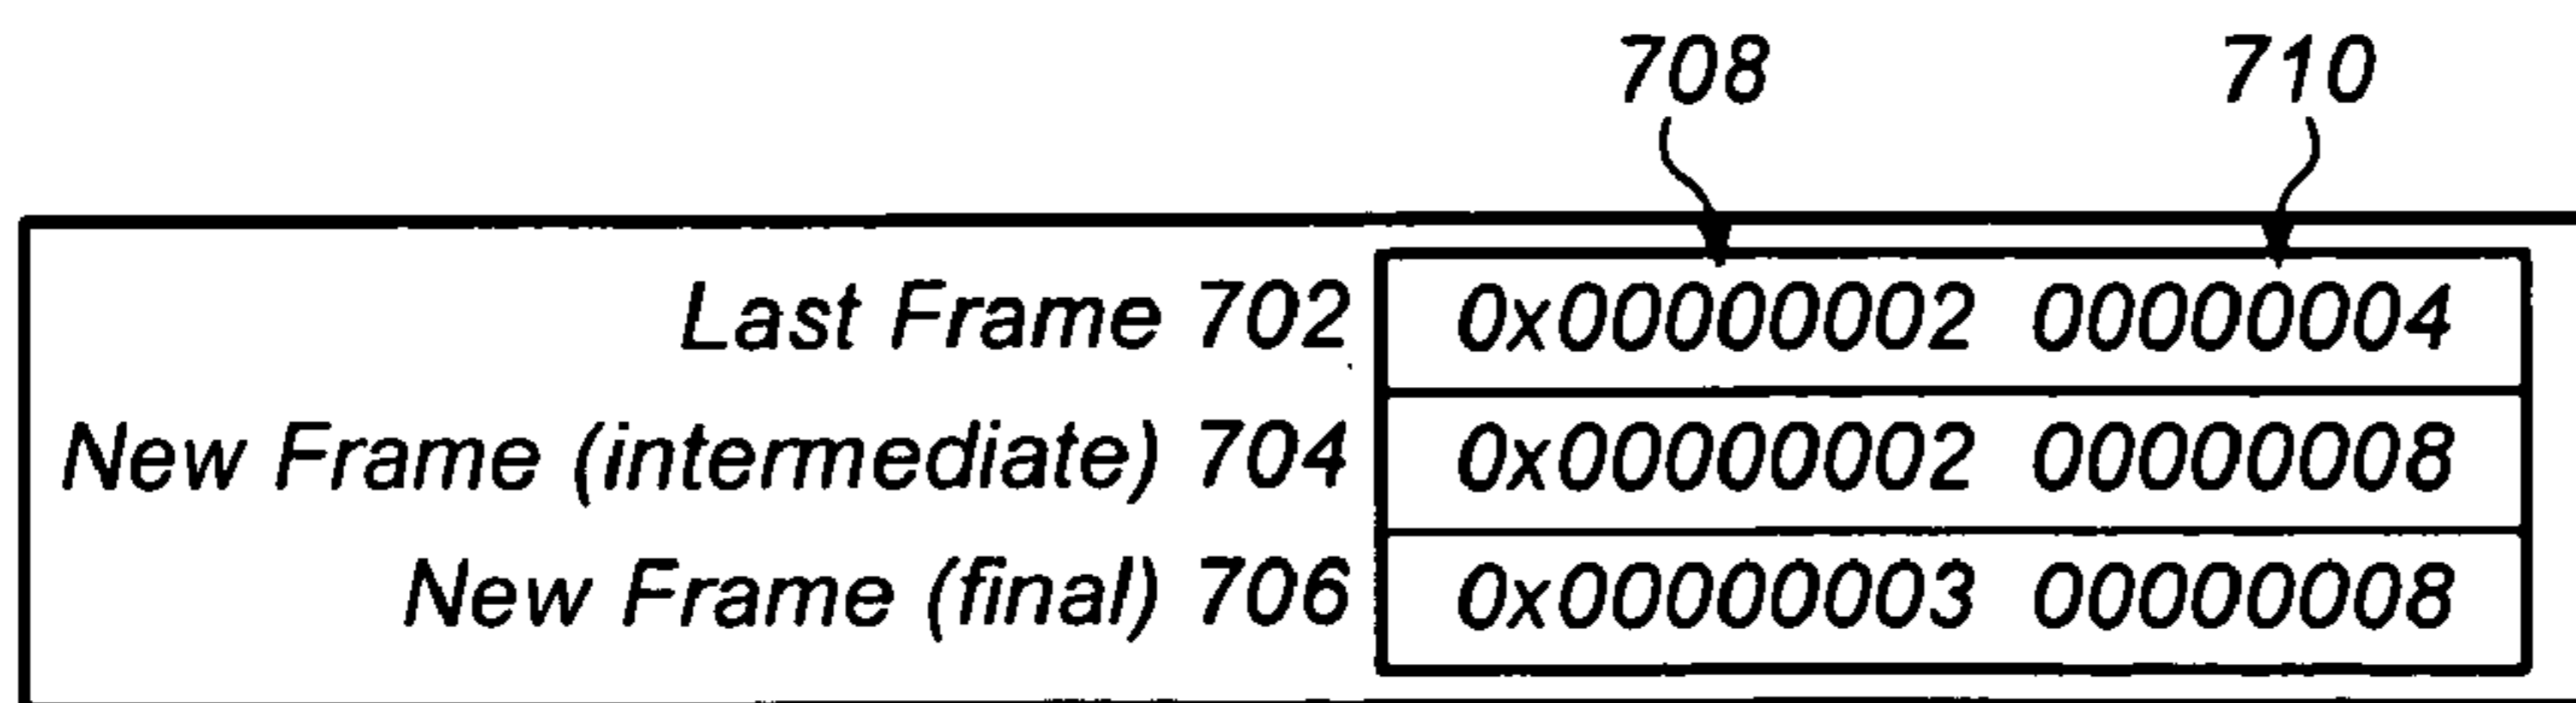 708 710
Last Frame 702 0x00000002 00000004
New Frame (intermediate) 704 0x00000002 00000008
New Frame (final) 706 0x00000003 00000008